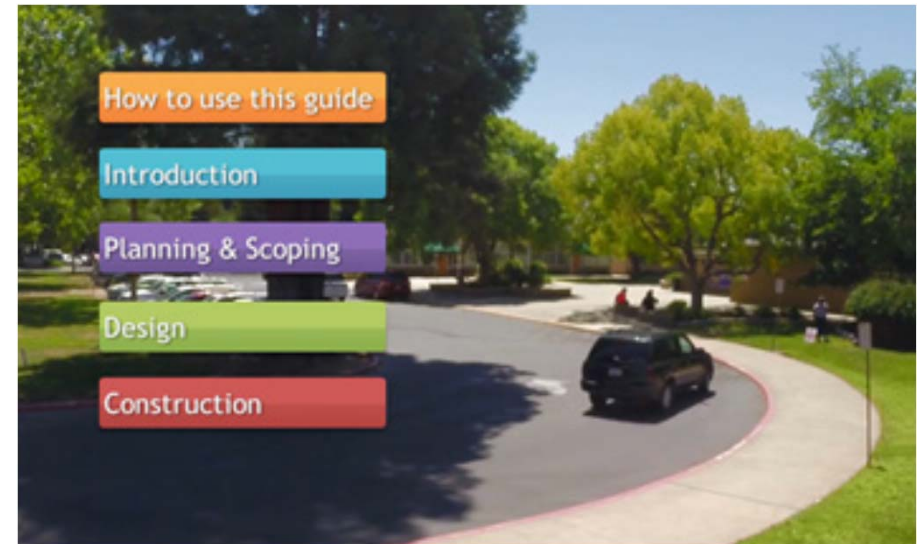 How to use this guide
Introduction
Planning & Scoping
Design
Construction